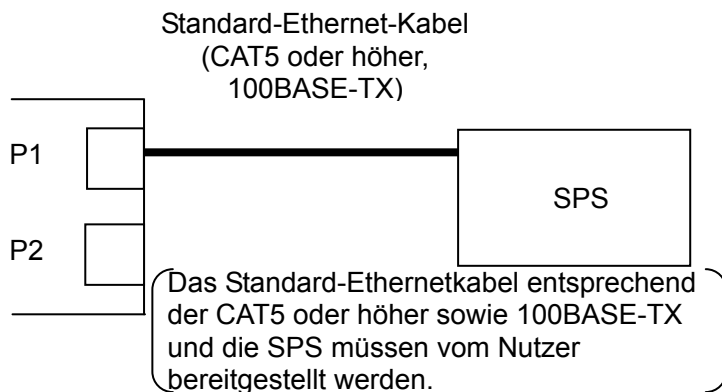 Standard-Ethernet-Kabel
(CAT5 oder höher,
100BASE-TX)
P1
SPS
P2
Das Standard-Ethernetkabel entsprechend
der CAT5 oder höher sowie 100BASE-TX
und die SPS müssen vom Nutzer
bereitgestellt werden.